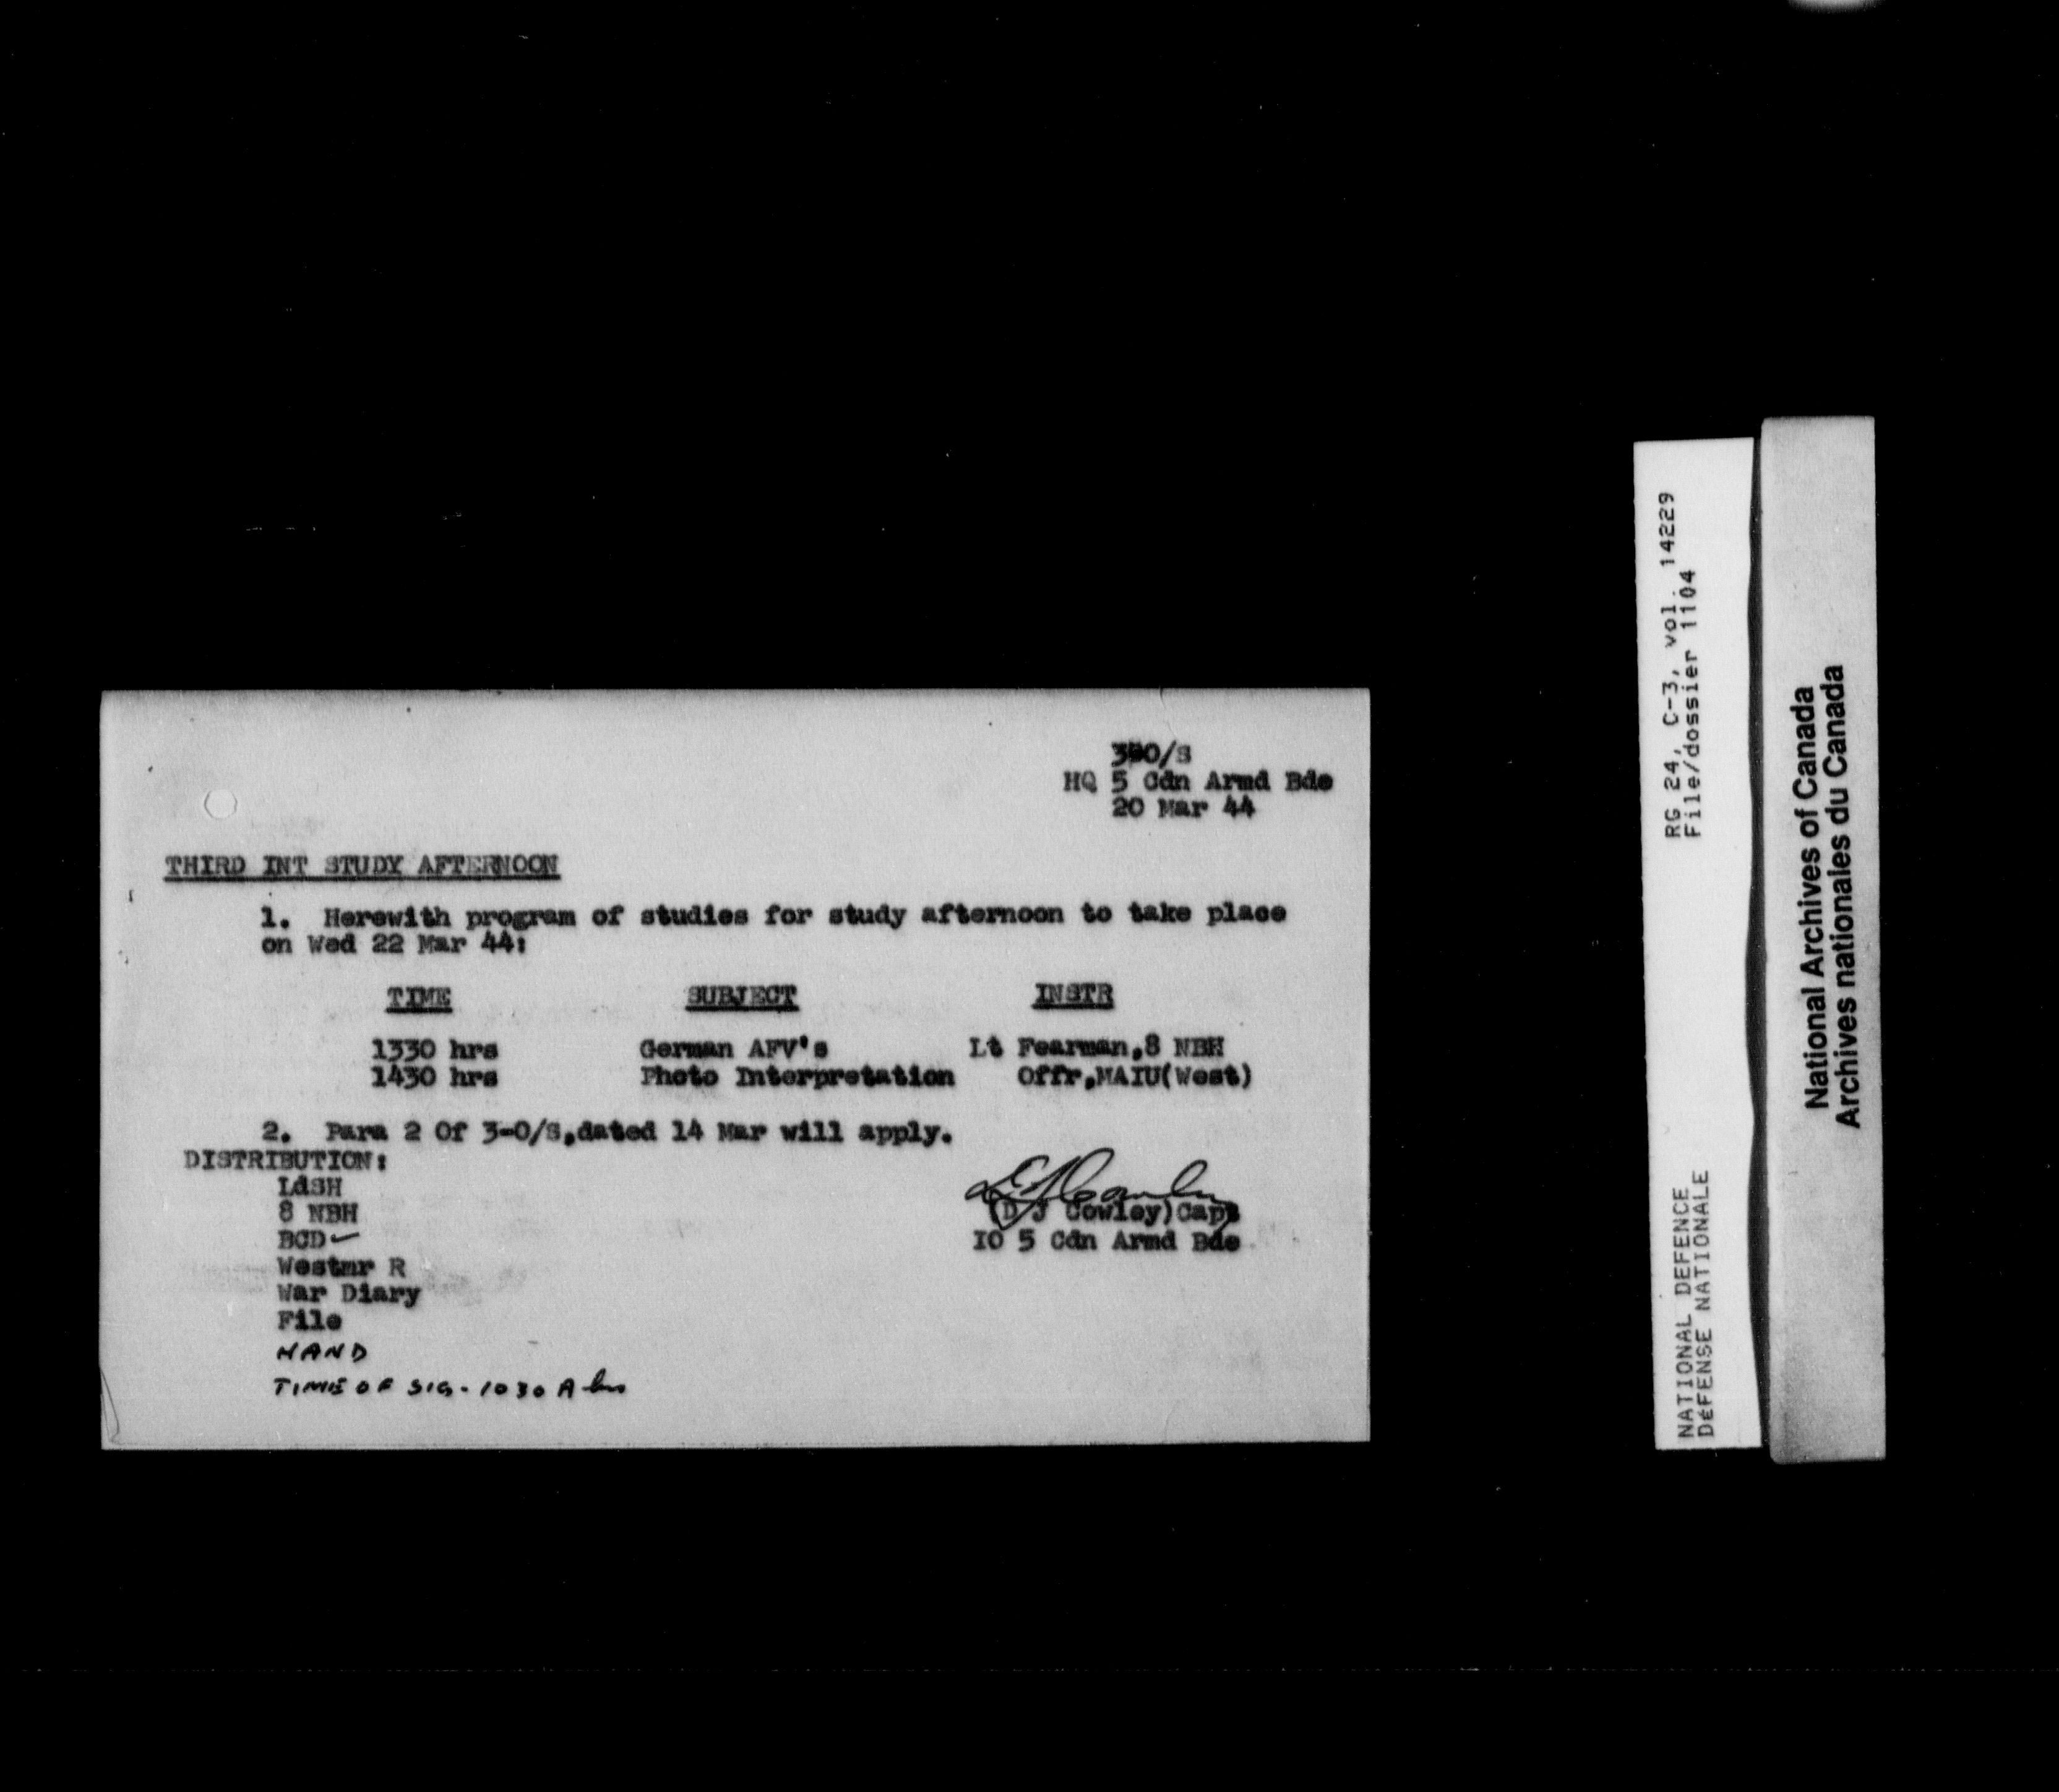 3-0/S
HQ 5 Cdn Armd Bde
20 Mar 44
THIRD INT STUDY AFTERNOON
1. Herewith program of studies for study afternoon to take place
on Wed 22 Mar 44:
TIME SUBJECT INSTR
1330 hrs German AFV's Lt Fearman,8 NBH
1430 hrs Photo Interpretation Offr,MAIU(West)
2. Para 2 Of 3-0/S,dated 14 Mar will apply.
DISTRIBUTION:
LdSH
8 NBH
BCD
Westmr R
War Diary
File
HAND
TIME OF SIG - 1030 A hrs
(D J Cowley)Capt
IO 5 Cdn Armd Bde
RG 24, C-3, vol. 14229
File/dossier 1104
NATIONAL DEFENCE
DéFENSE NATIONALE
National Archives of Canada
Archives nationales du Canada